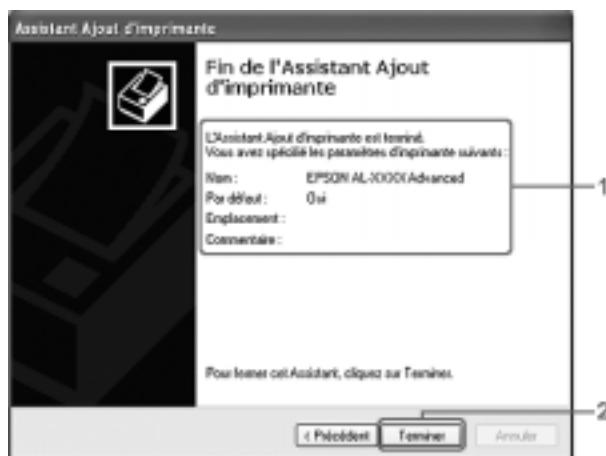 Assistant Ajout d'imprimante
Fin de l'Assistant Ajout
d'imprimante
L'Assistant Ajout d'imprimante est terminé.
Vous avez spécifié les paramètres d'imprimante suivants :
Nom : EPSON AL-XXXX Advanced
Par défaut : Oui
Emplacement :
Commentaire :
1
Pour fermer cet Assistant, cliquez sur Terminer.
2
< Précédent Terminer Annuler